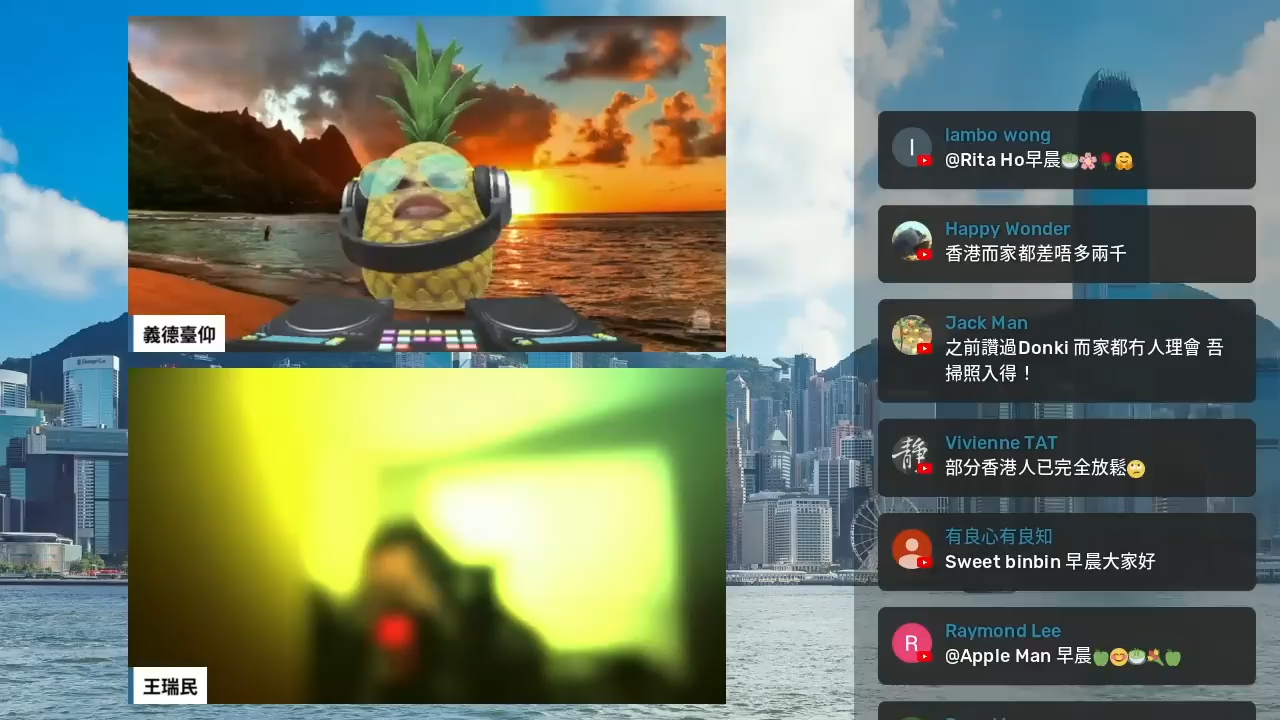 義德臺仰
王瑞民
lambo wong
@Rita Ho早晨
Happy Wonder
香港而家都差唔多兩千
Jack Man
之前讚過Donki 而家都冇人理會 吾
掃照入得！
Vivienne TAT
部分香港人已完全放鬆
有良心有良知
Sweet binbin 早晨大家好
Raymond Lee
@Apple Man 早晨